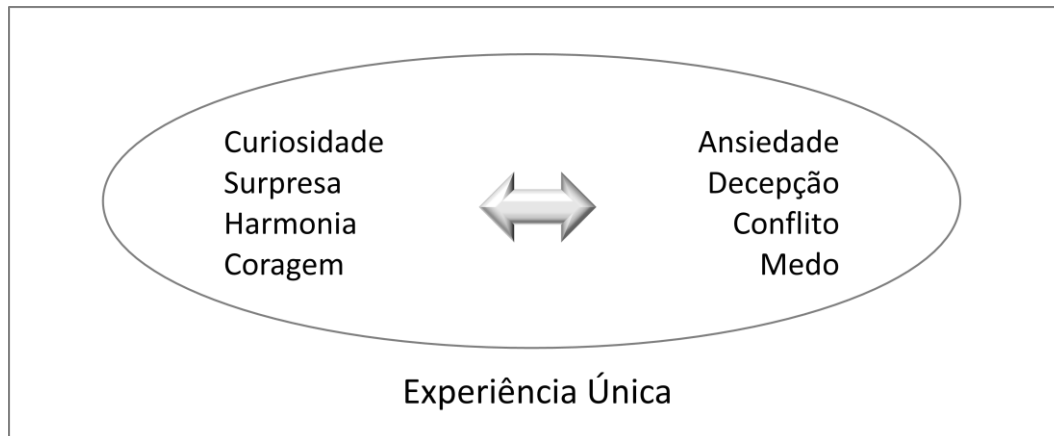 Curiosidade
Surpresa
Harmonia
Coragem
Ansiedade
Decepção
Conflito
Medo
Experiência Única